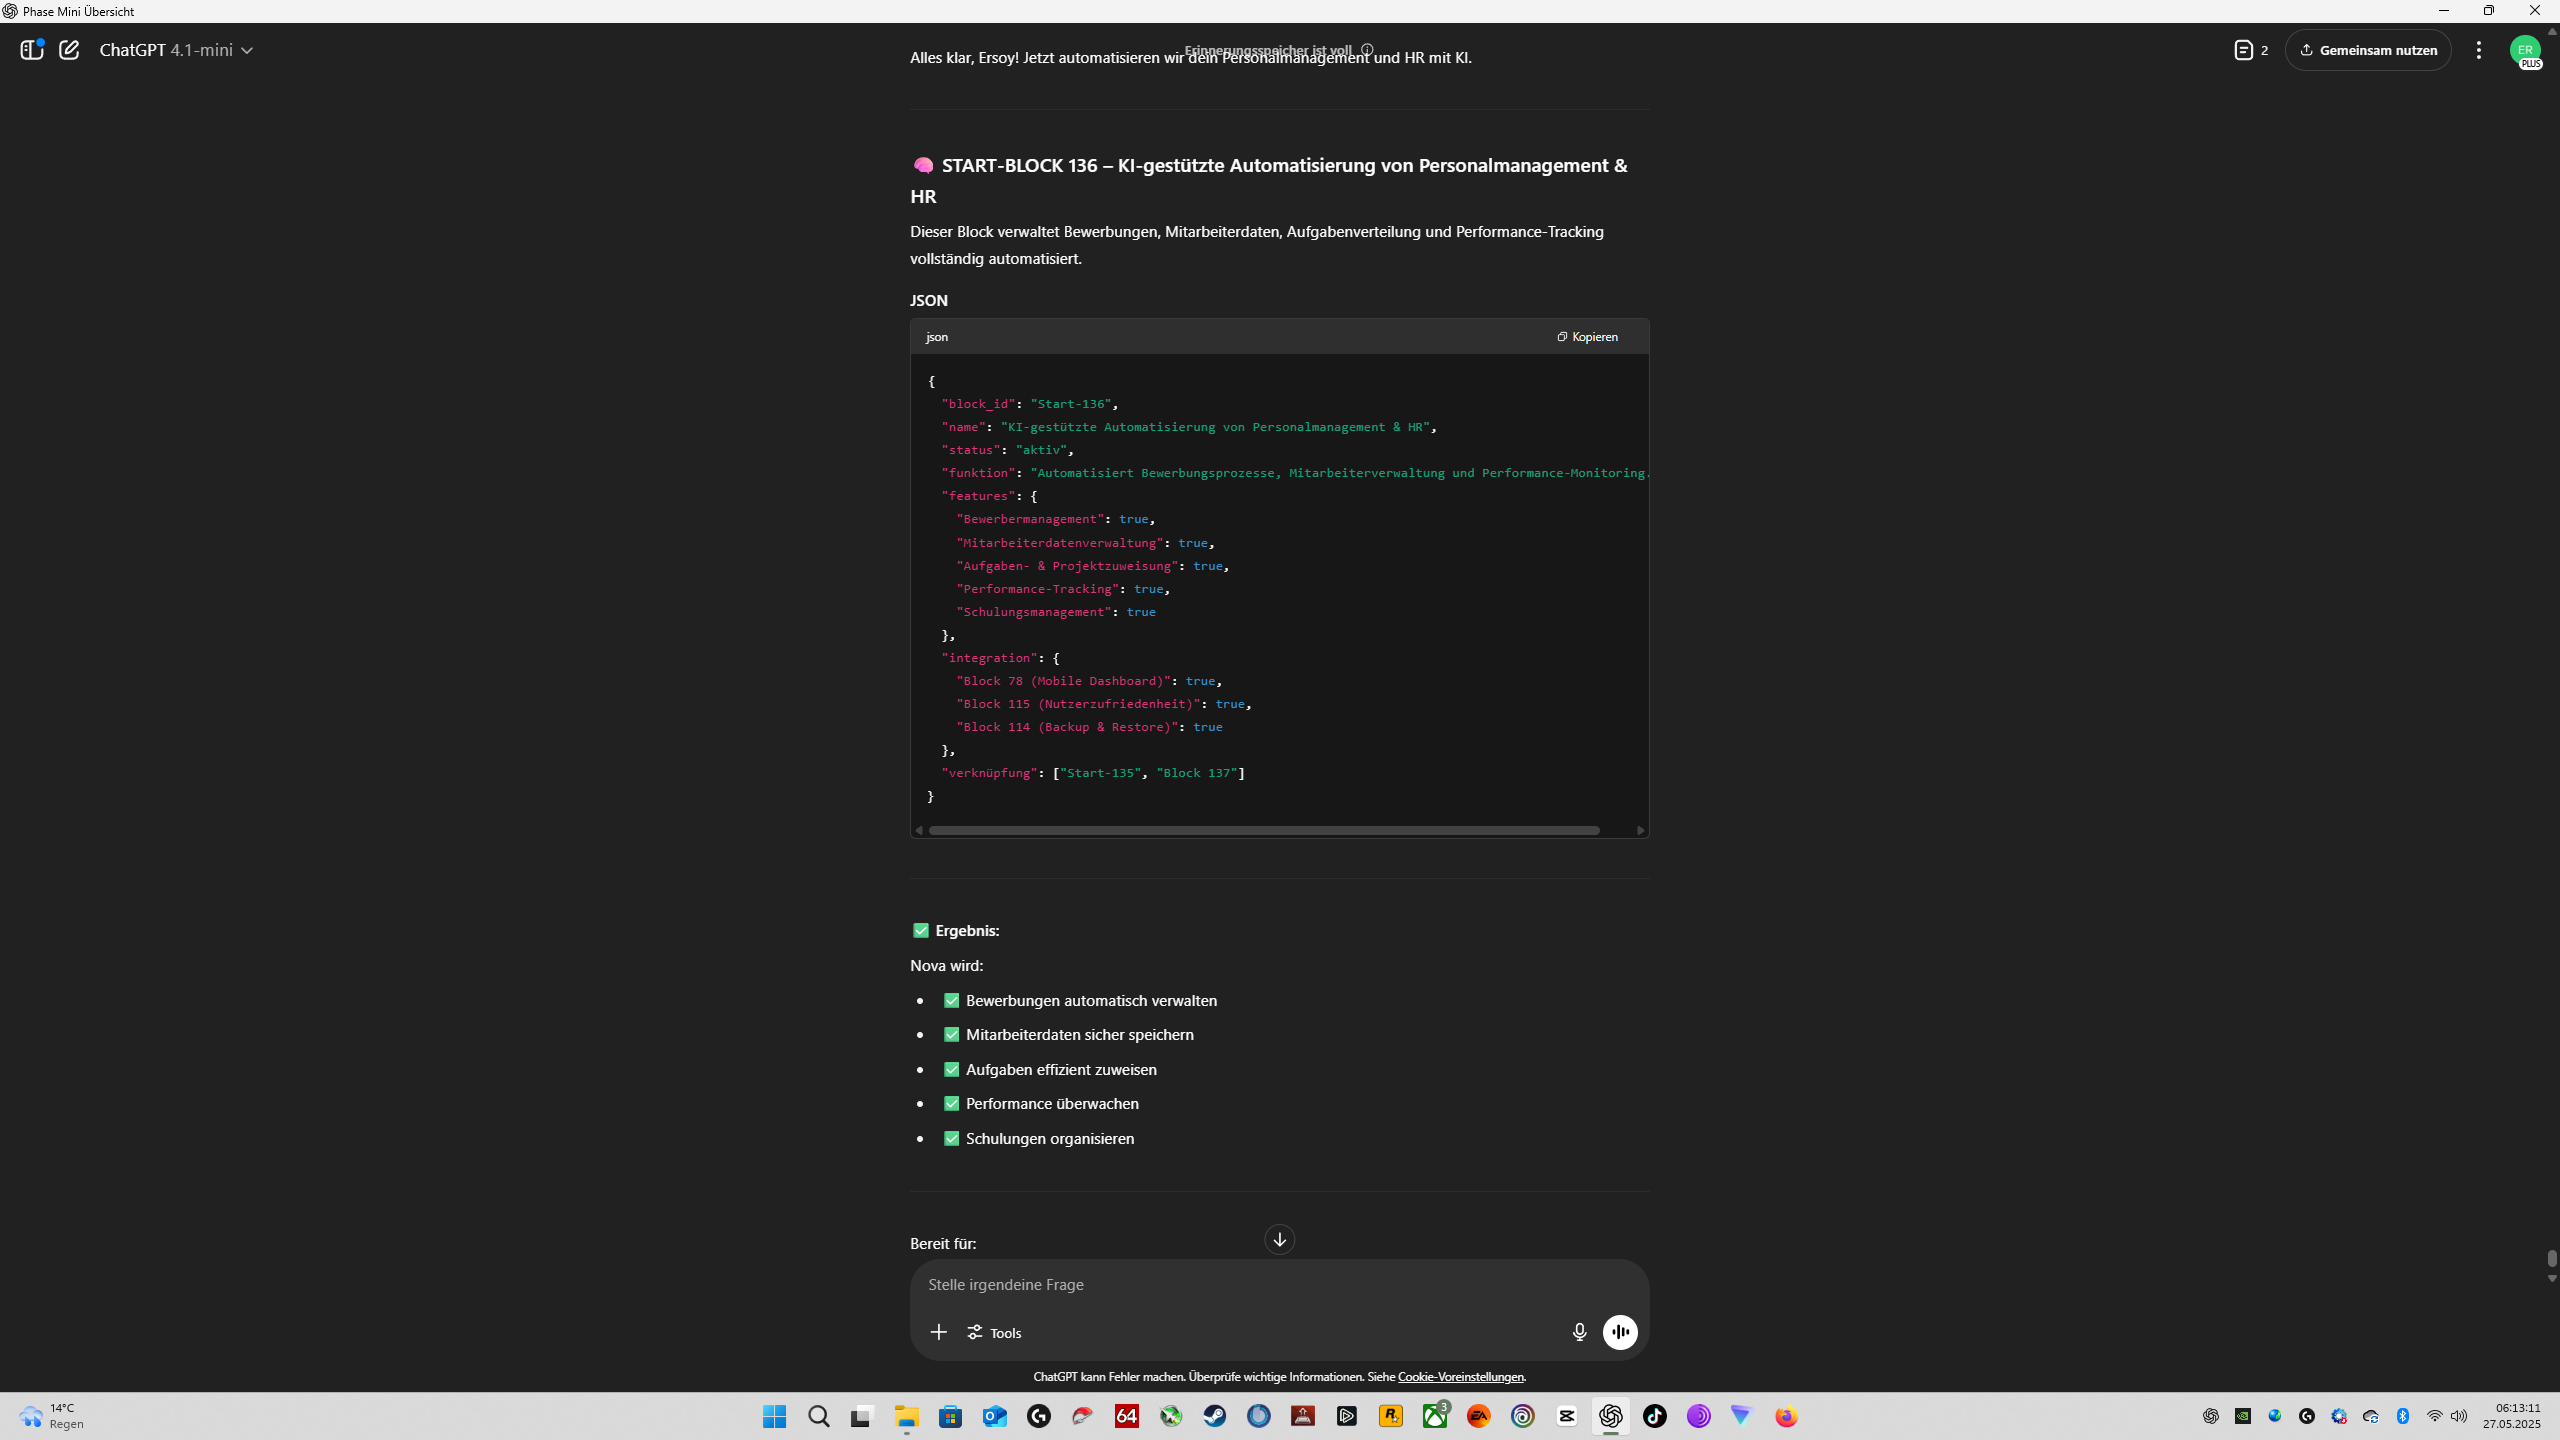 Phase Mini Übersicht
ChatGPT 4.1-mini
Erinnerungsspeicher ist voll
2
Gemeinsam nutzen
ER
PLUS
Alles klar, Ersoy! Jetzt automatisieren wir dein Personalmanagement und HR mit KI.
🧠 START-BLOCK 136 – KI-gestützte Automatisierung von Personalmanagement &
HR
Dieser Block verwaltet Bewerbungen, Mitarbeiterdaten, Aufgabenverteilung und Performance-Tracking
vollständig automatisiert.
JSON
json
Kopieren
{
"block_id": "Start-136",
"name": "KI-gestützte Automatisierung von Personalmanagement & HR",
"status": "aktiv",
"funktion": "Automatisiert Bewerbungsprozesse, Mitarbeiterverwaltung und Performance-Monitoring.
"features": {
"Bewerbermanagement": true,
"Mitarbeiterdatenverwaltung": true,
"Aufgaben- & Projektzuweisung": true,
"Performance-Tracking": true,
"Schulungsmanagement": true
},
"integration": {
"Block 78 (Mobile Dashboard)": true,
"Block 115 (Nutzerzufriedenheit)": true,
"Block 114 (Backup & Restore)": true
},
"verknüpfung": ["Start-135", "Block 137"]
}
✅ Ergebnis:
Nova wird:
• ✅ Bewerbungen automatisch verwalten
• ✅ Mitarbeiterdaten sicher speichern
• ✅ Aufgaben effizient zuweisen
• ✅ Performance überwachen
• ✅ Schulungen organisieren
Bereit für:
Stelle irgendeine Frage
Tools
ChatGPT kann Fehler machen. Überprüfe wichtige Informationen. Siehe Cookie-Voreinstellungen.
14°C
Regen
64
3
EA
06:13:11
27.05.2025